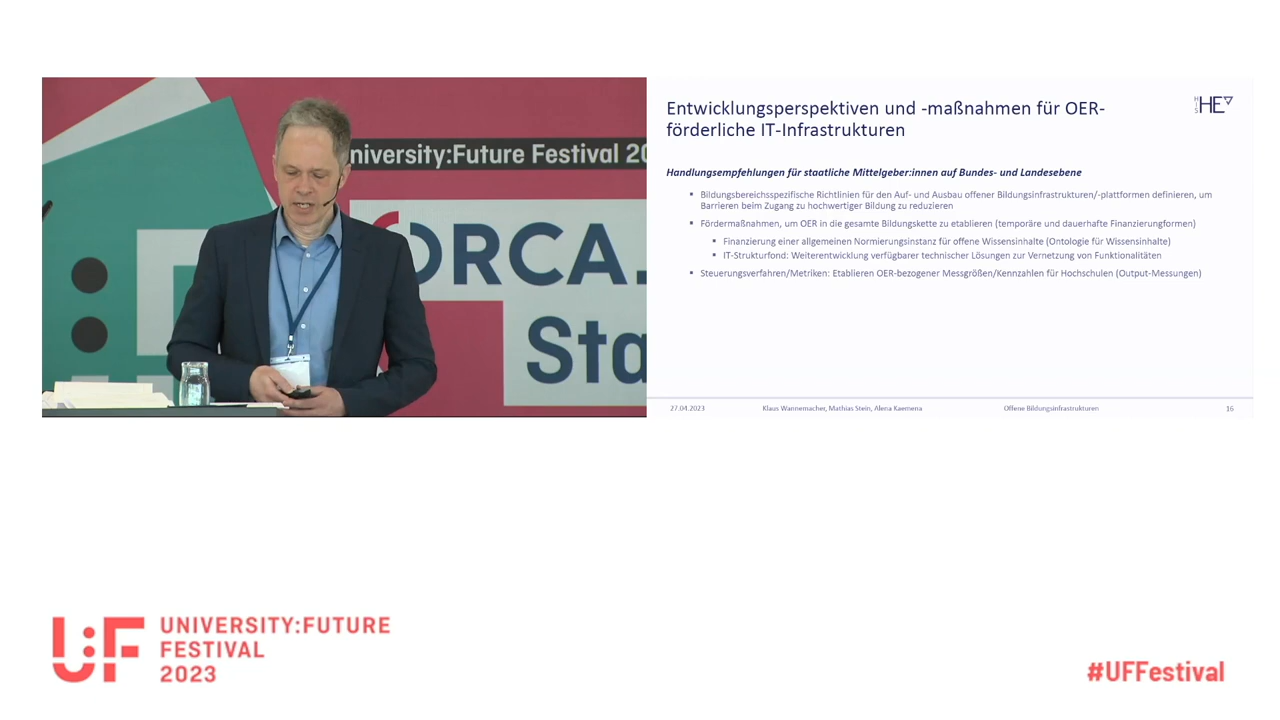 niversity:Future Festival 20
ORCA.
Sta
Entwicklungsperspektiven und -maßnahmen für OER-
förderliche IT-Infrastrukturen
HIS HE
Handlungsempfehlungen für staatliche Mittelgeber:innen auf Bundes- und Landesebene
▪ Bildungsbereichsspezifische Richtlinien für den Auf- und Ausbau offener Bildungsinfrastrukturen/-plattformen definieren, um
Barrieren beim Zugang zu hochwertiger Bildung zu reduzieren
▪ Fördermaßnahmen, um OER in die gesamte Bildungskette zu etablieren (temporäre und dauerhafte Finanzierungformen)
▪ Finanzierung einer allgemeinen Normierungsinstanz für offene Wissensinhalte (Ontologie für Wissensinhalte)
▪ IT-Strukturfond: Weiterentwicklung verfügbarer technischer Lösungen zur Vernetzung von Funktionalitäten
▪ Steuerungsverfahren/Metriken: Etablieren OER-bezogener Messgrößen/Kennzahlen für Hochschulen (Output-Messungen)
27.04.2023 Klaus Wannemacher, Mathias Stein, Alena Kaemena Offene Bildungsinfrastrukturen 16
U:F
UNIVERSITY:FUTURE
FESTIVAL
2023
#UFFestival